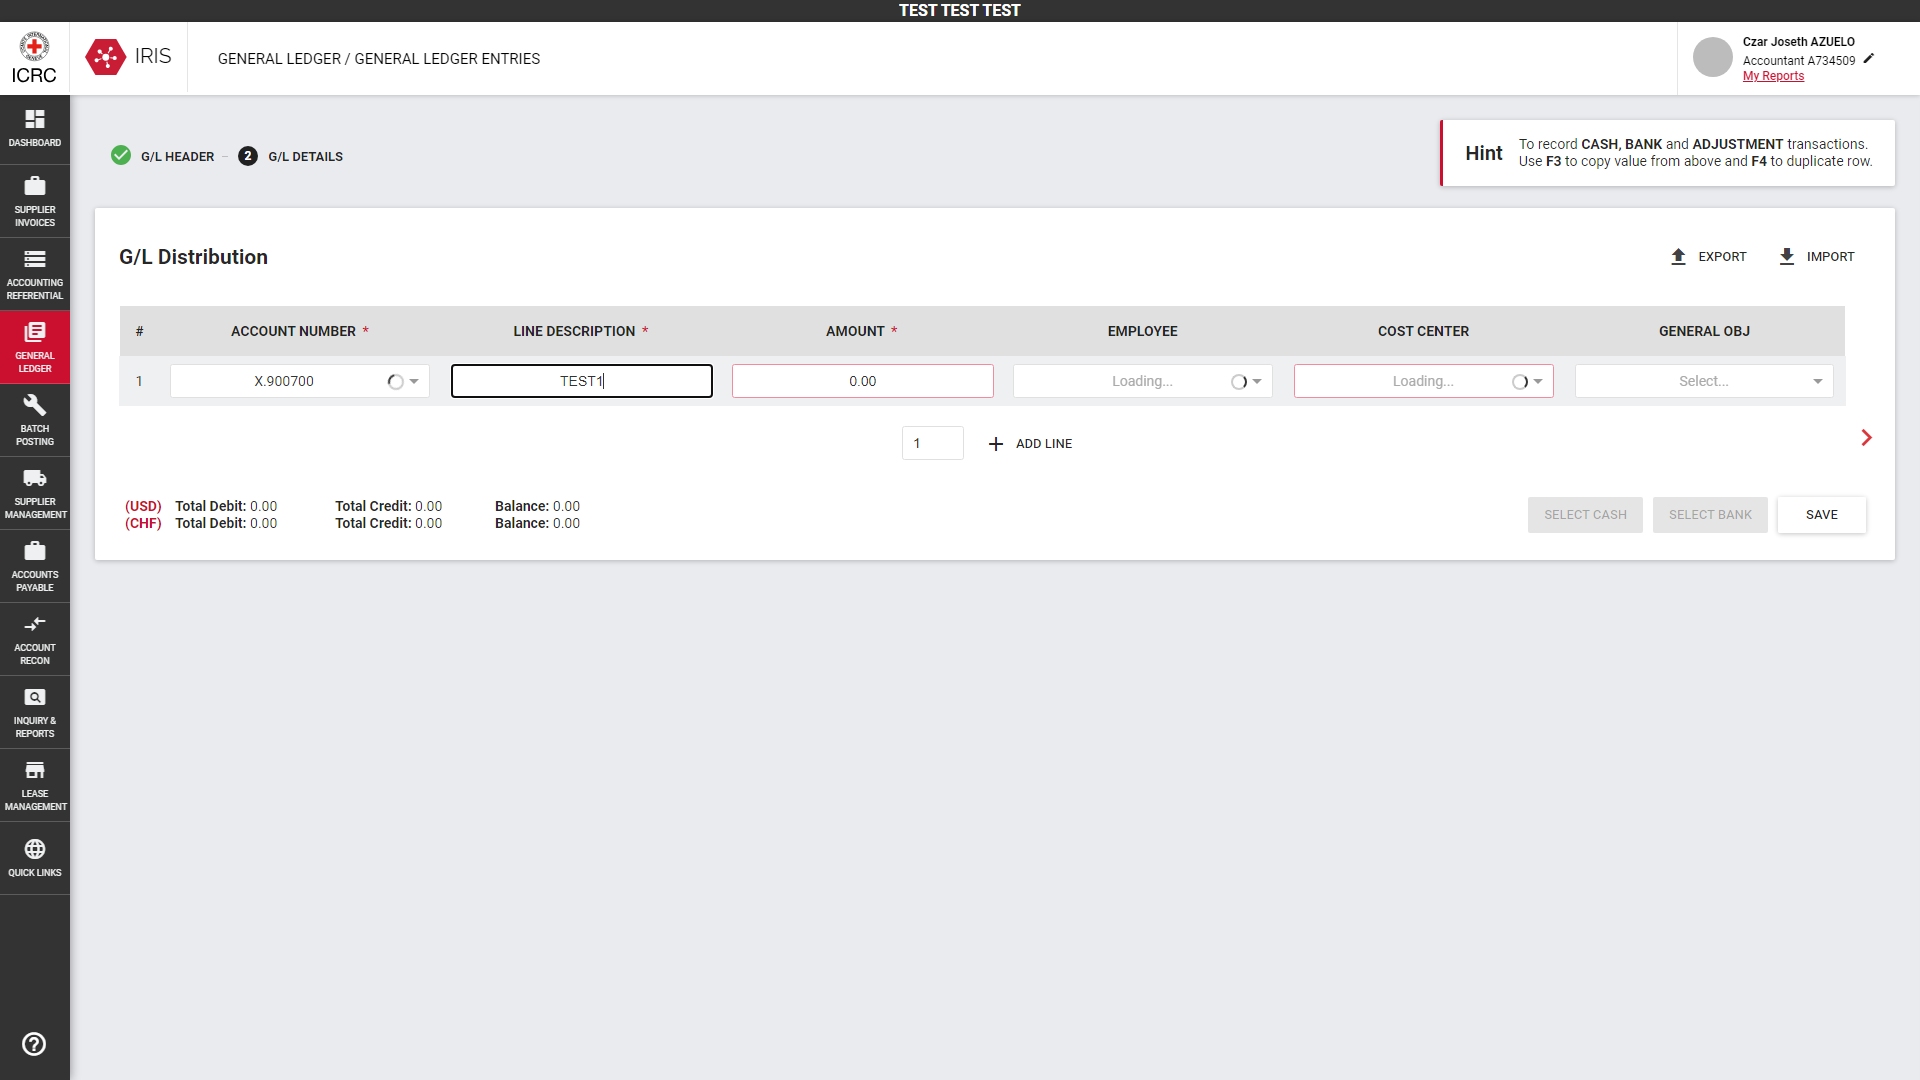 TEST TEST TEST
ICRC
IRIS
GENERAL LEDGER / GENERAL LEDGER ENTRIES
Czar Joseth AZUELO
Accountant A734509
My Reports
DASHBOARD
SUPPLIER
INVOICES
ACCOUNTING
REFERENTIAL
GENERAL
LEDGER
BATCH
POSTING
SUPPLIER
MANAGEMENT
ACCOUNTS
PAYABLE
ACCOUNT
RECON
INQUIRY &
REPORTS
LEASE
MANAGEMENT
QUICK LINKS
G/L HEADER – 2 G/L DETAILS
Hint
To record CASH, BANK and ADJUSTMENT transactions.
Use F3 to copy value from above and F4 to duplicate row.
G/L Distribution
EXPORT IMPORT
# ACCOUNT NUMBER * LINE DESCRIPTION * AMOUNT * EMPLOYEE COST CENTER GENERAL OBJ
1 X.900700 TEST1 0.00 Loading... Loading... Select...
1 ADD LINE
(USD) Total Debit: 0.00 Total Credit: 0.00 Balance: 0.00
(CHF) Total Debit: 0.00 Total Credit: 0.00 Balance: 0.00
SELECT CASH SELECT BANK SAVE